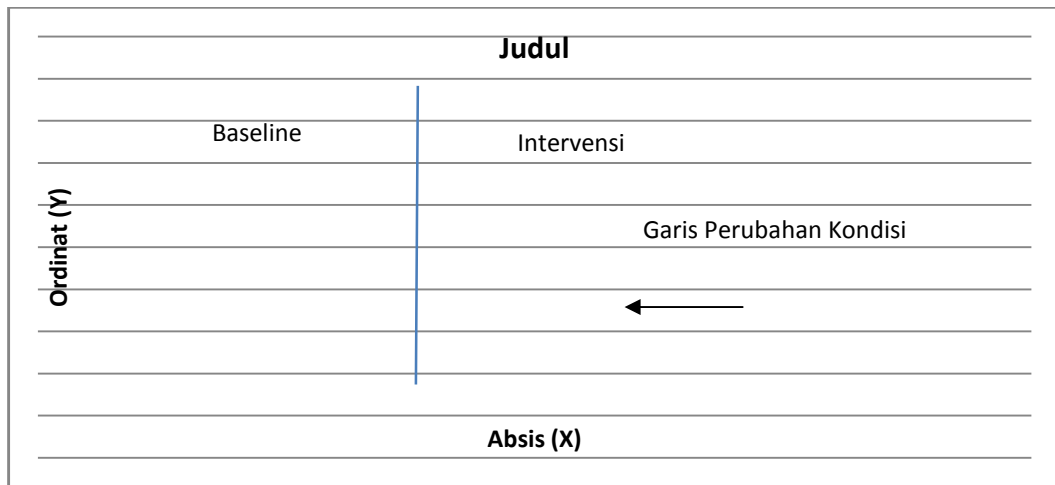 Judul
Baseline
Intervensi
Ordinat (Y)
Garis Perubahan Kondisi
Absis (X)